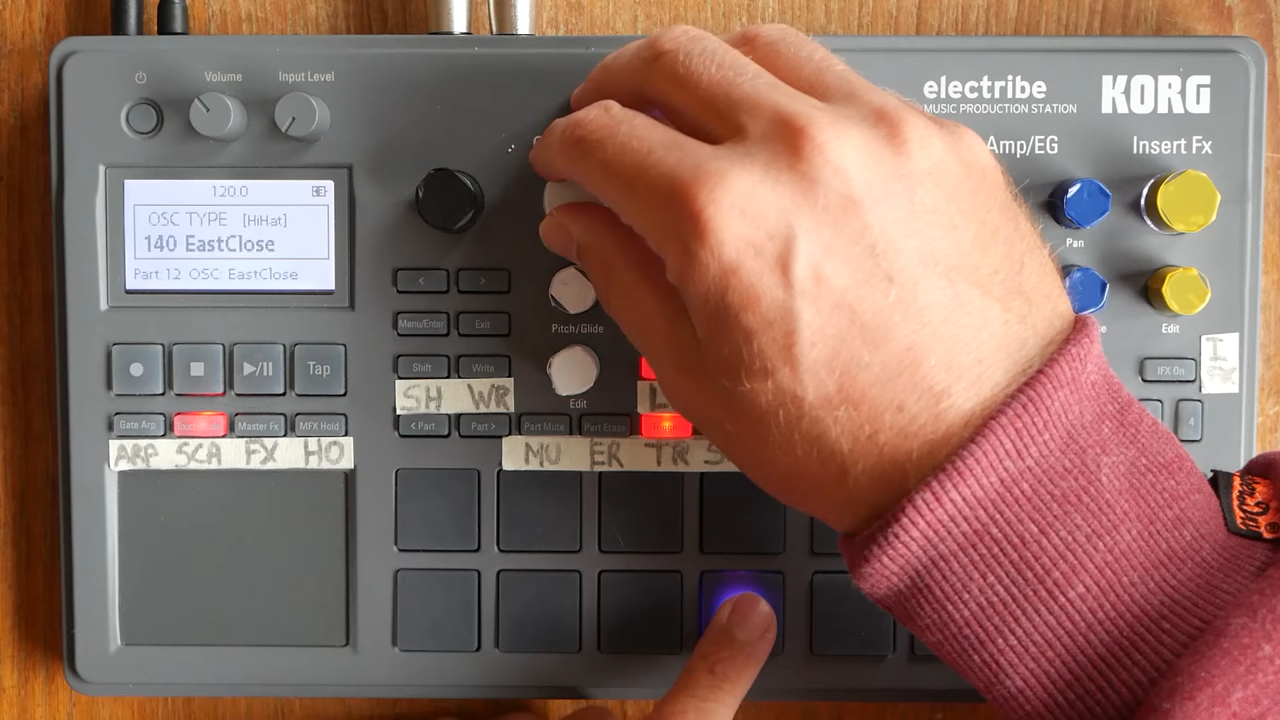 Volume
Input Level
electribe
MUSIC PRODUCTION STATION
KORG
Amp/EG
Insert Fx
120.0
OSC TYPE [HiHat]
140 EastClose
Part:12 OSC: EastClose
Pan
< >
Menu/Enter Exit
Pitch/Glide
Edit
Shift Write
Tap
IFX On
SH WR
Edit
Gate Arp
Master Fx
MFX Hold
< Part
Part >
Part Mute
Part Erase
4
ARP SCA FX HO
MU ER TR